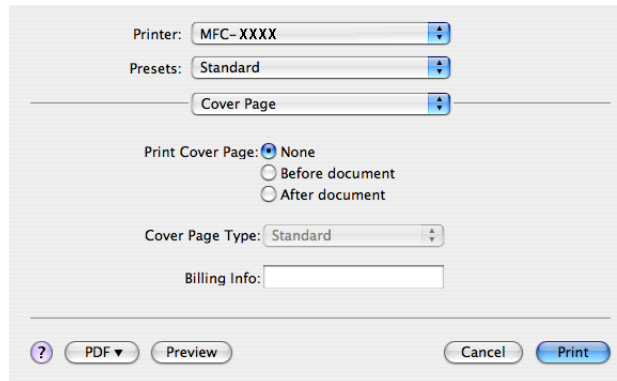 Printer: MFC-XXXX
Presets: Standard
Cover Page
Print Cover Page: None
Before document
After document
Cover Page Type: Standard
Billing Info:
? PDF ▼ Preview Cancel Print